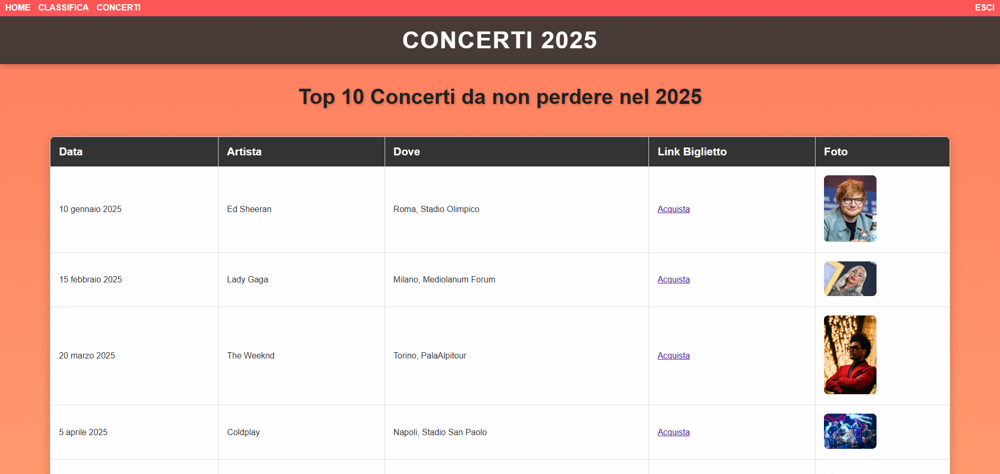 HOME CLASSIFICA CONCERTI ESCI
CONCERTI 2025
Top 10 Concerti da non perdere nel 2025
Data Artista Dove Link Biglietto Foto
10 gennaio 2025 Ed Sheeran Roma, Stadio Olimpico Acquista
15 febbraio 2025 Lady Gaga Milano, Mediolanum Forum Acquista
20 marzo 2025 The Weeknd Torino, PalaAlpitour Acquista
5 aprile 2025 Coldplay Napoli, Stadio San Paolo Acquista